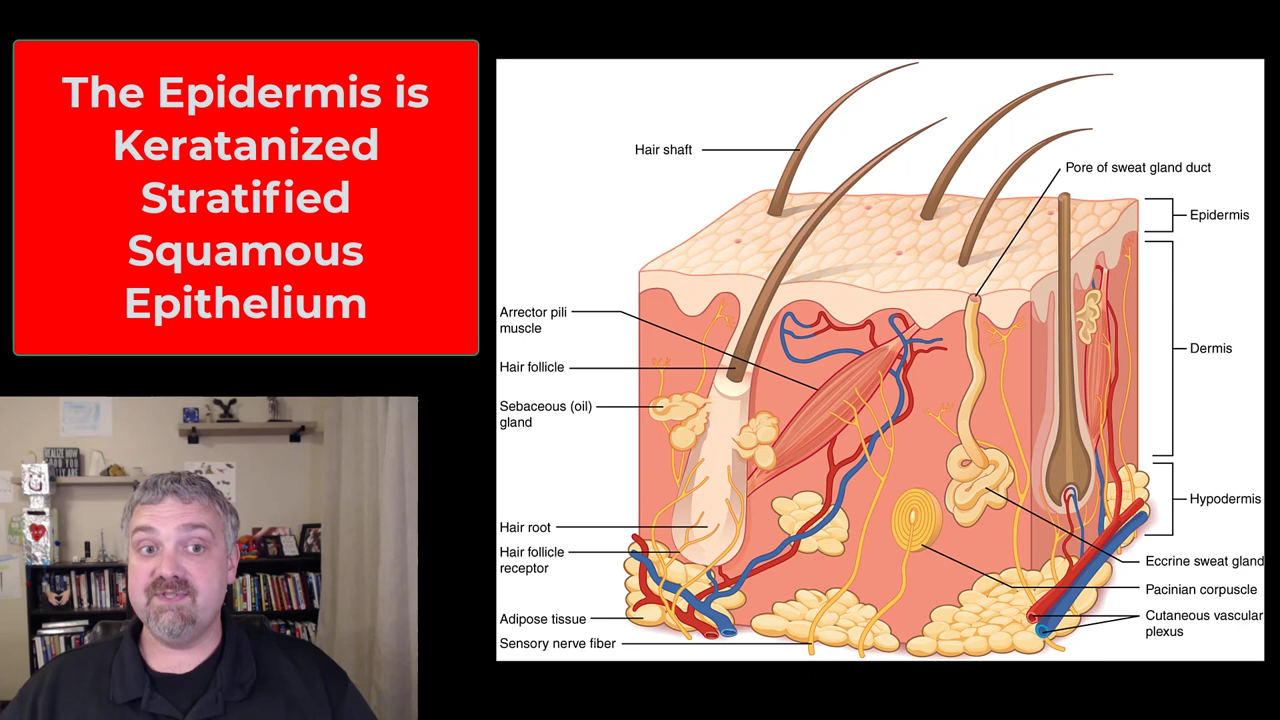 The Epidermis is
Keratanized
Stratified
Squamous
Epithelium
Hair shaft
Pore of sweat gland duct
Epidermis
Arrector pili
muscle
Dermis
Hair follicle
Sebaceous (oil)
gland
Hypodermis
Hair root
Hair follicle
receptor
Eccrine sweat gland
Pacinian corpuscle
Adipose tissue
Cutaneous vascular
plexus
Sensory nerve fiber